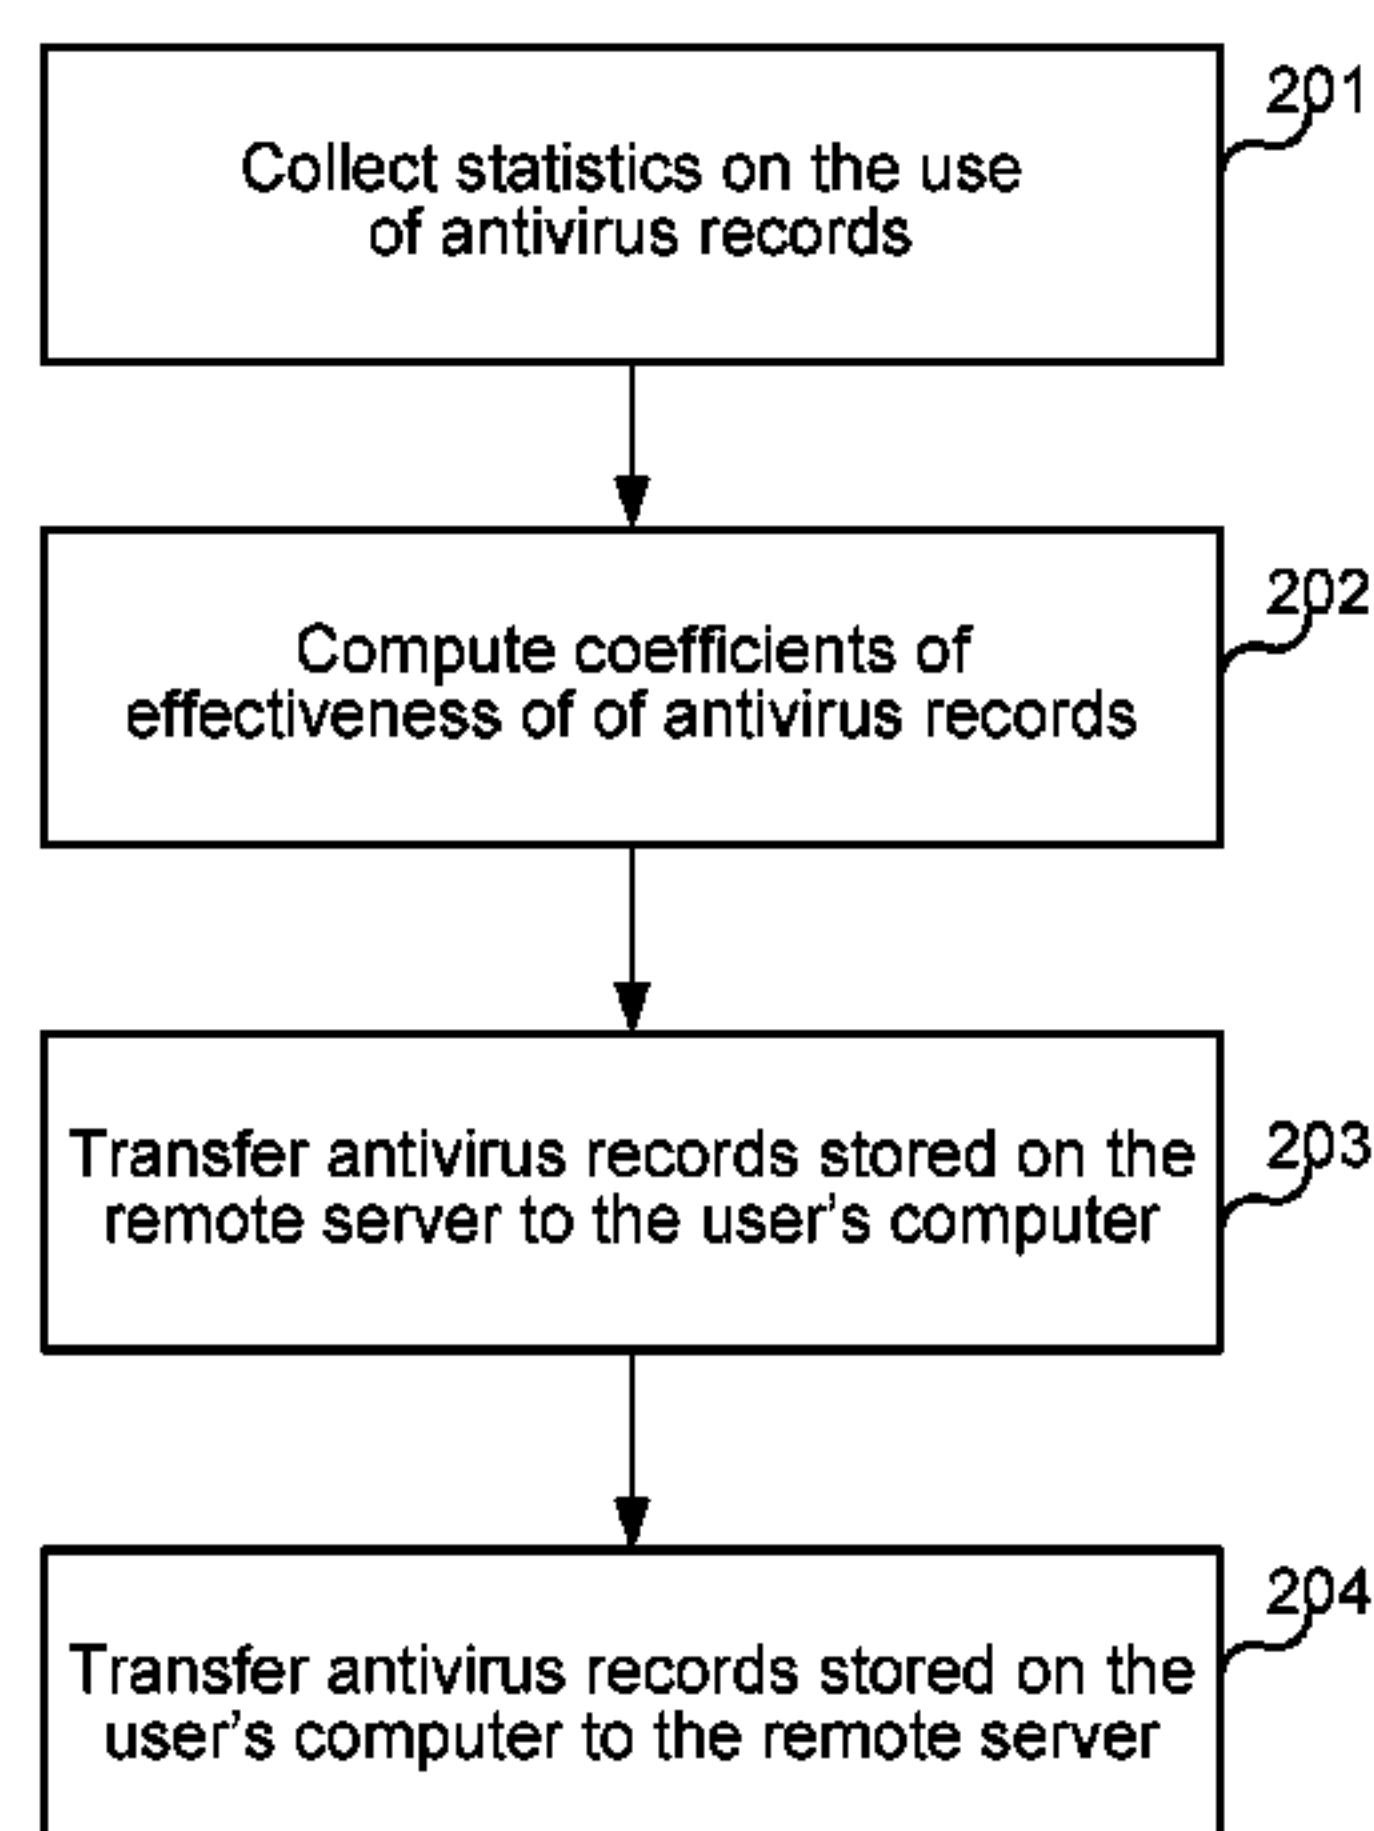 201
Collect statistics on the use
of antivirus records
202
Compute coefficients of
effectiveness of of antivirus records
203
Transfer antivirus records stored on the
remote server to the user's computer
204
Transfer antivirus records stored on the
user's computer to the remote server